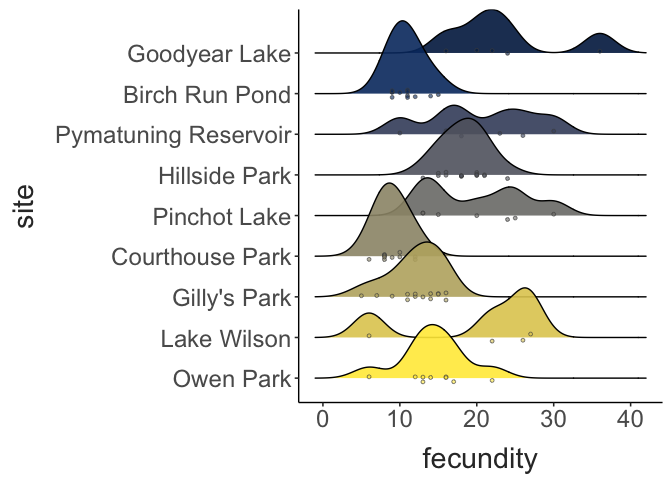 Goodyear Lake
Birch Run Pond
Pymatuning Reservoir
Hillside Park
Pinchot Lake
Courthouse Park
Gilly's Park
Lake Wilson
Owen Park
site
0 10 20 30 40
fecundity